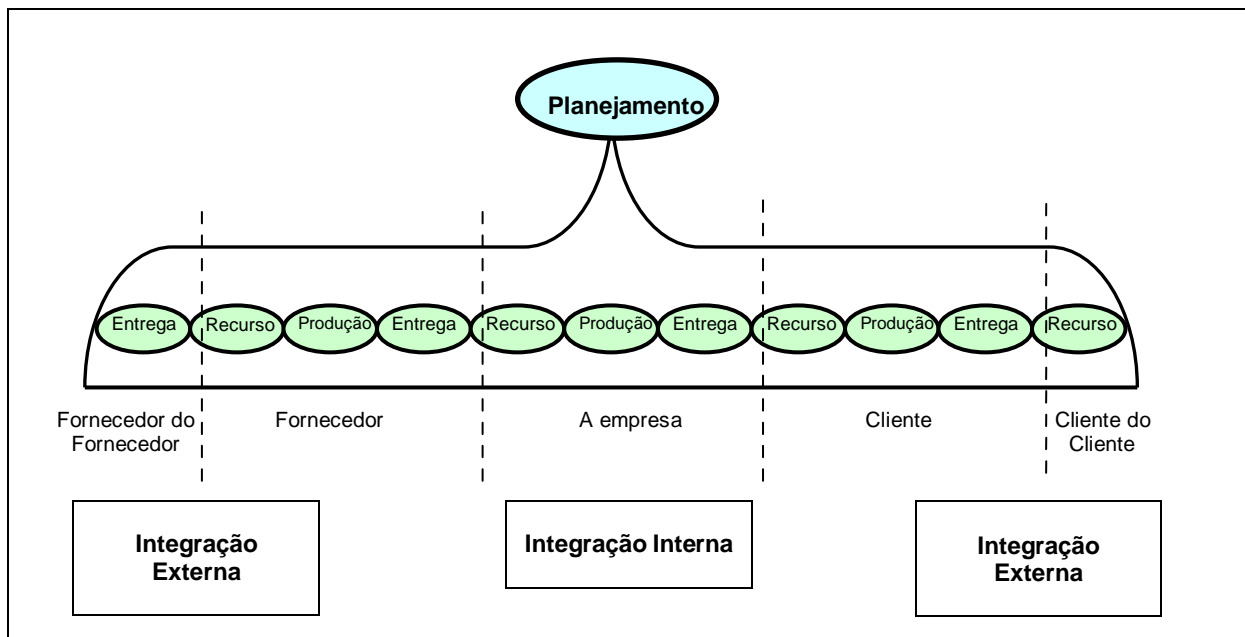 Planejamento
Entrega Recurso Produção Entrega Recurso Produção Entrega Recurso Produção Entrega Recurso
Fornecedor do
Fornecedor
Fornecedor
A empresa
Cliente
Cliente do
Cliente
Integração
Externa
Integração Interna
Integração
Externa